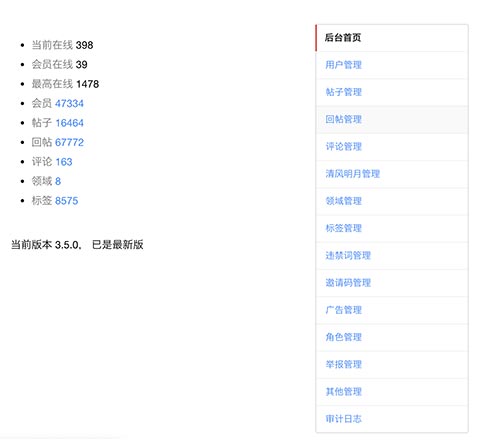 当前在线 398
会员在线 39
最高在线 1478
会员 47334
帖子 16464
回帖 67772
评论 163
领域 8
标签 8575
当前版本 3.5.0， 已是最新版
后台首页
用户管理
帖子管理
回帖管理
评论管理
清风明月管理
领域管理
标签管理
违禁词管理
邀请码管理
广告管理
角色管理
举报管理
其他管理
审计日志